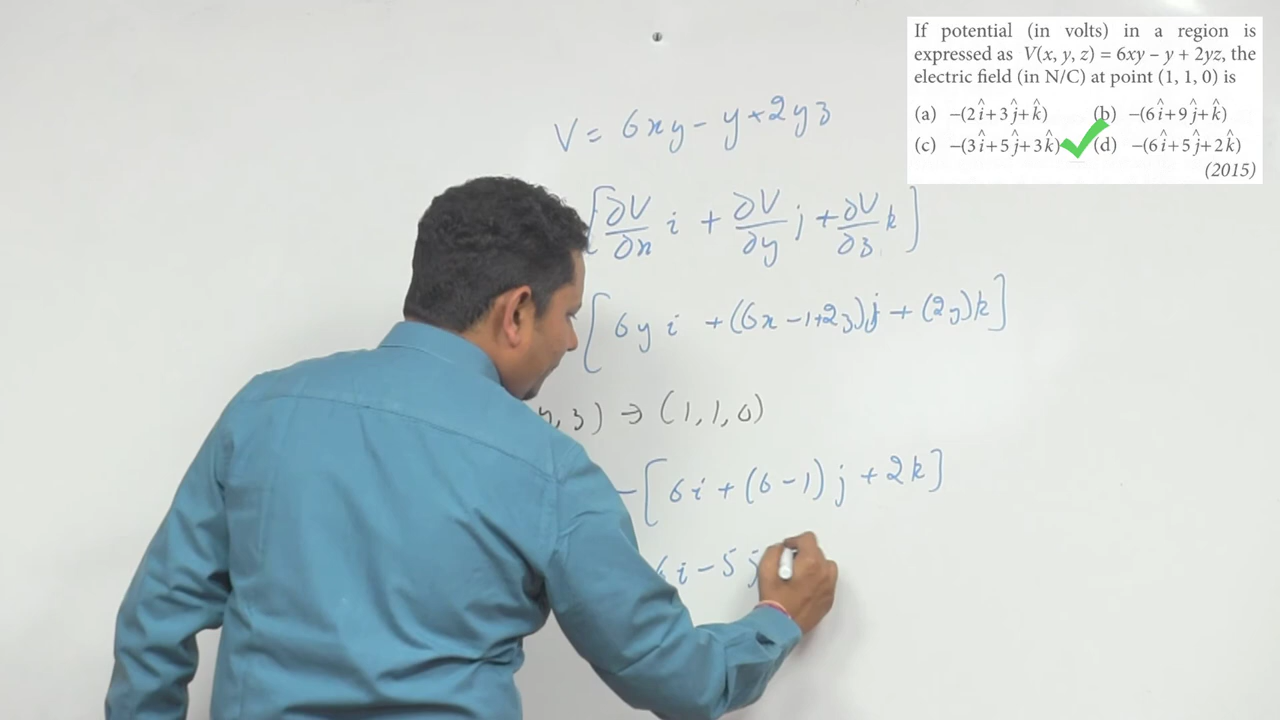 If potential (in volts) in a region is
expressed as V(x, y, z) = 6xy – y + 2yz, the
electric field (in N/C) at point (1, 1, 0) is
(a) –(2î+3ĵ+k̂) (b) –(6î+9ĵ+k̂)
(c) –(3î+5ĵ+3k̂) (d) –(6î+5ĵ+2k̂)
(2015)
V = 6xy – y + 2yz
[∂V/∂x i + ∂V/∂y j + ∂V/∂z k]
[6y i + (6x – 1 + 2z) j + (2y) k]
, z) → (1, 1, 0)
– [6i + (6 – 1) j + 2k]
6i – 5j